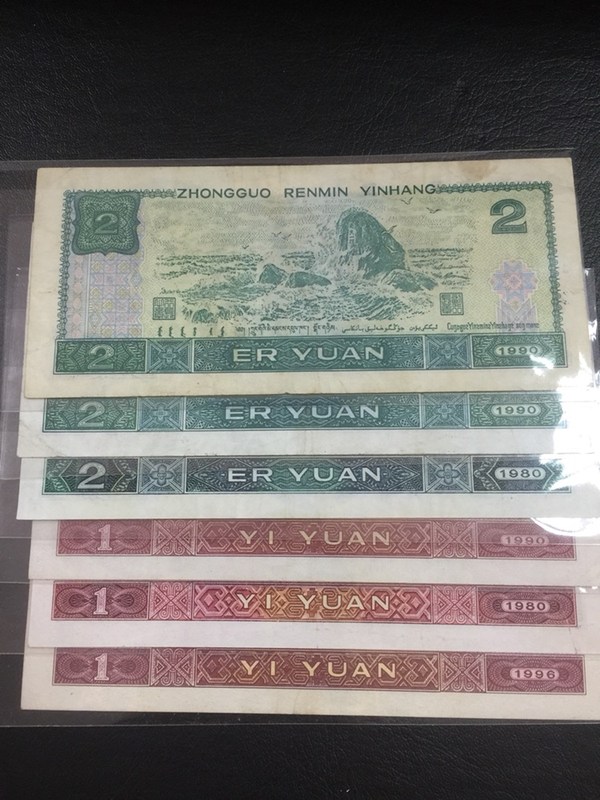 ZHONGGUO RENMIN YINHANG
2 2
2 ER YUAN 1990
2 ER YUAN 1990
2 ER YUAN 1980
1 YI YUAN 1990
1 YI YUAN 1980
1 YI YUAN 1996